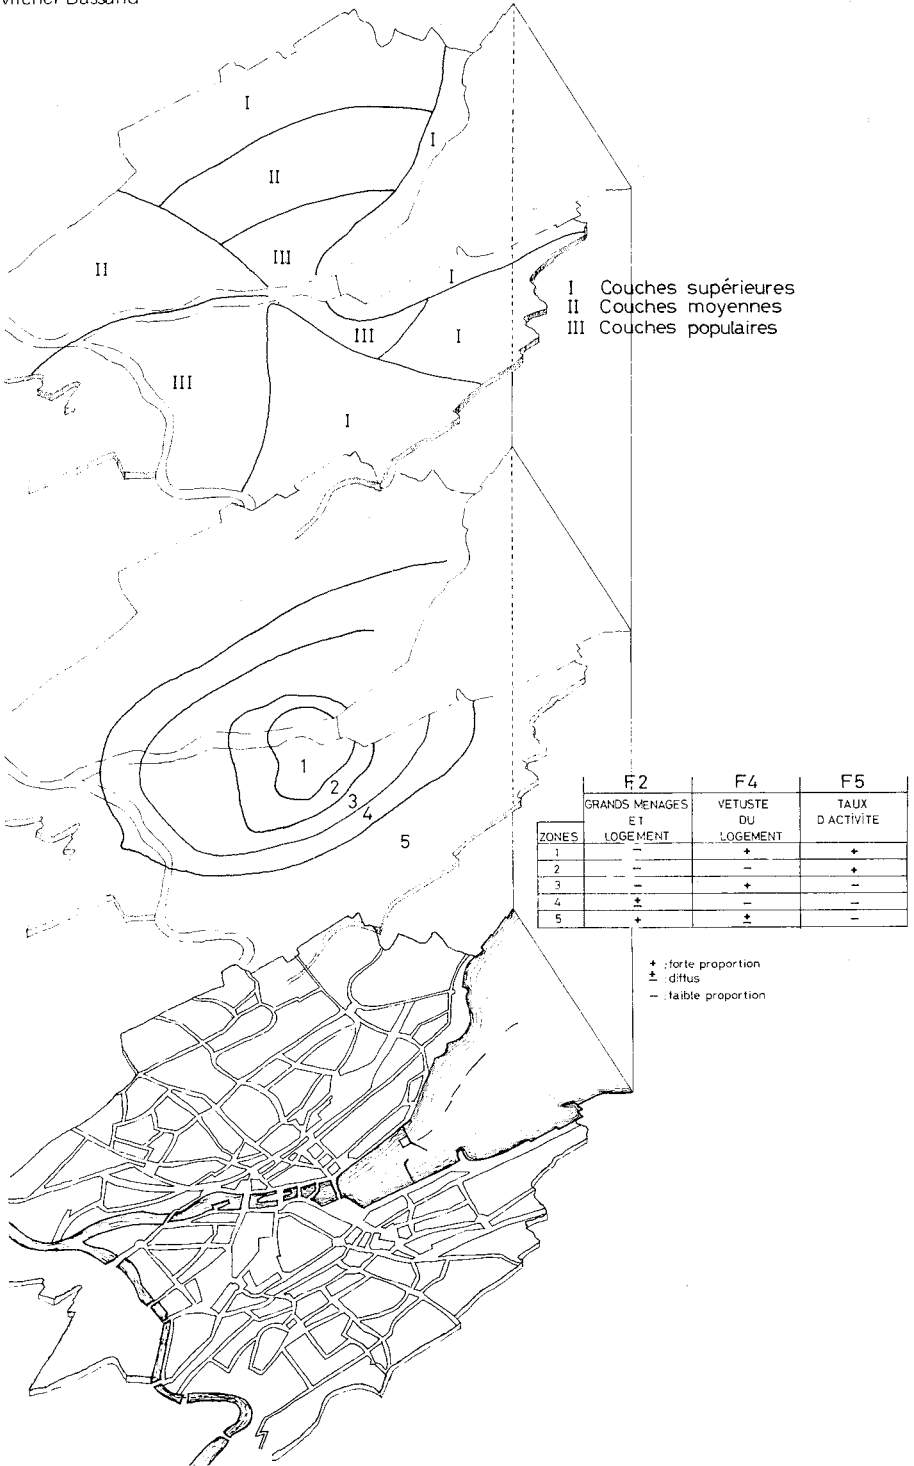 Michel Bassand
I
I
II
III
II
I
I Couches supérieures
II Couches moyennes
III Couches populaires
III
I
III
I
1
2
3
4
5
F2 F4 F5
ZONES GRANDS MENAGES ET LOGEMENT VETUSTE DU LOGEMENT TAUX D ACTIVITE
1 − + +
2 − − +
3 − + −
4 ± − −
5 + ± −
+ : forte proportion
± : diffus
− : faible proportion